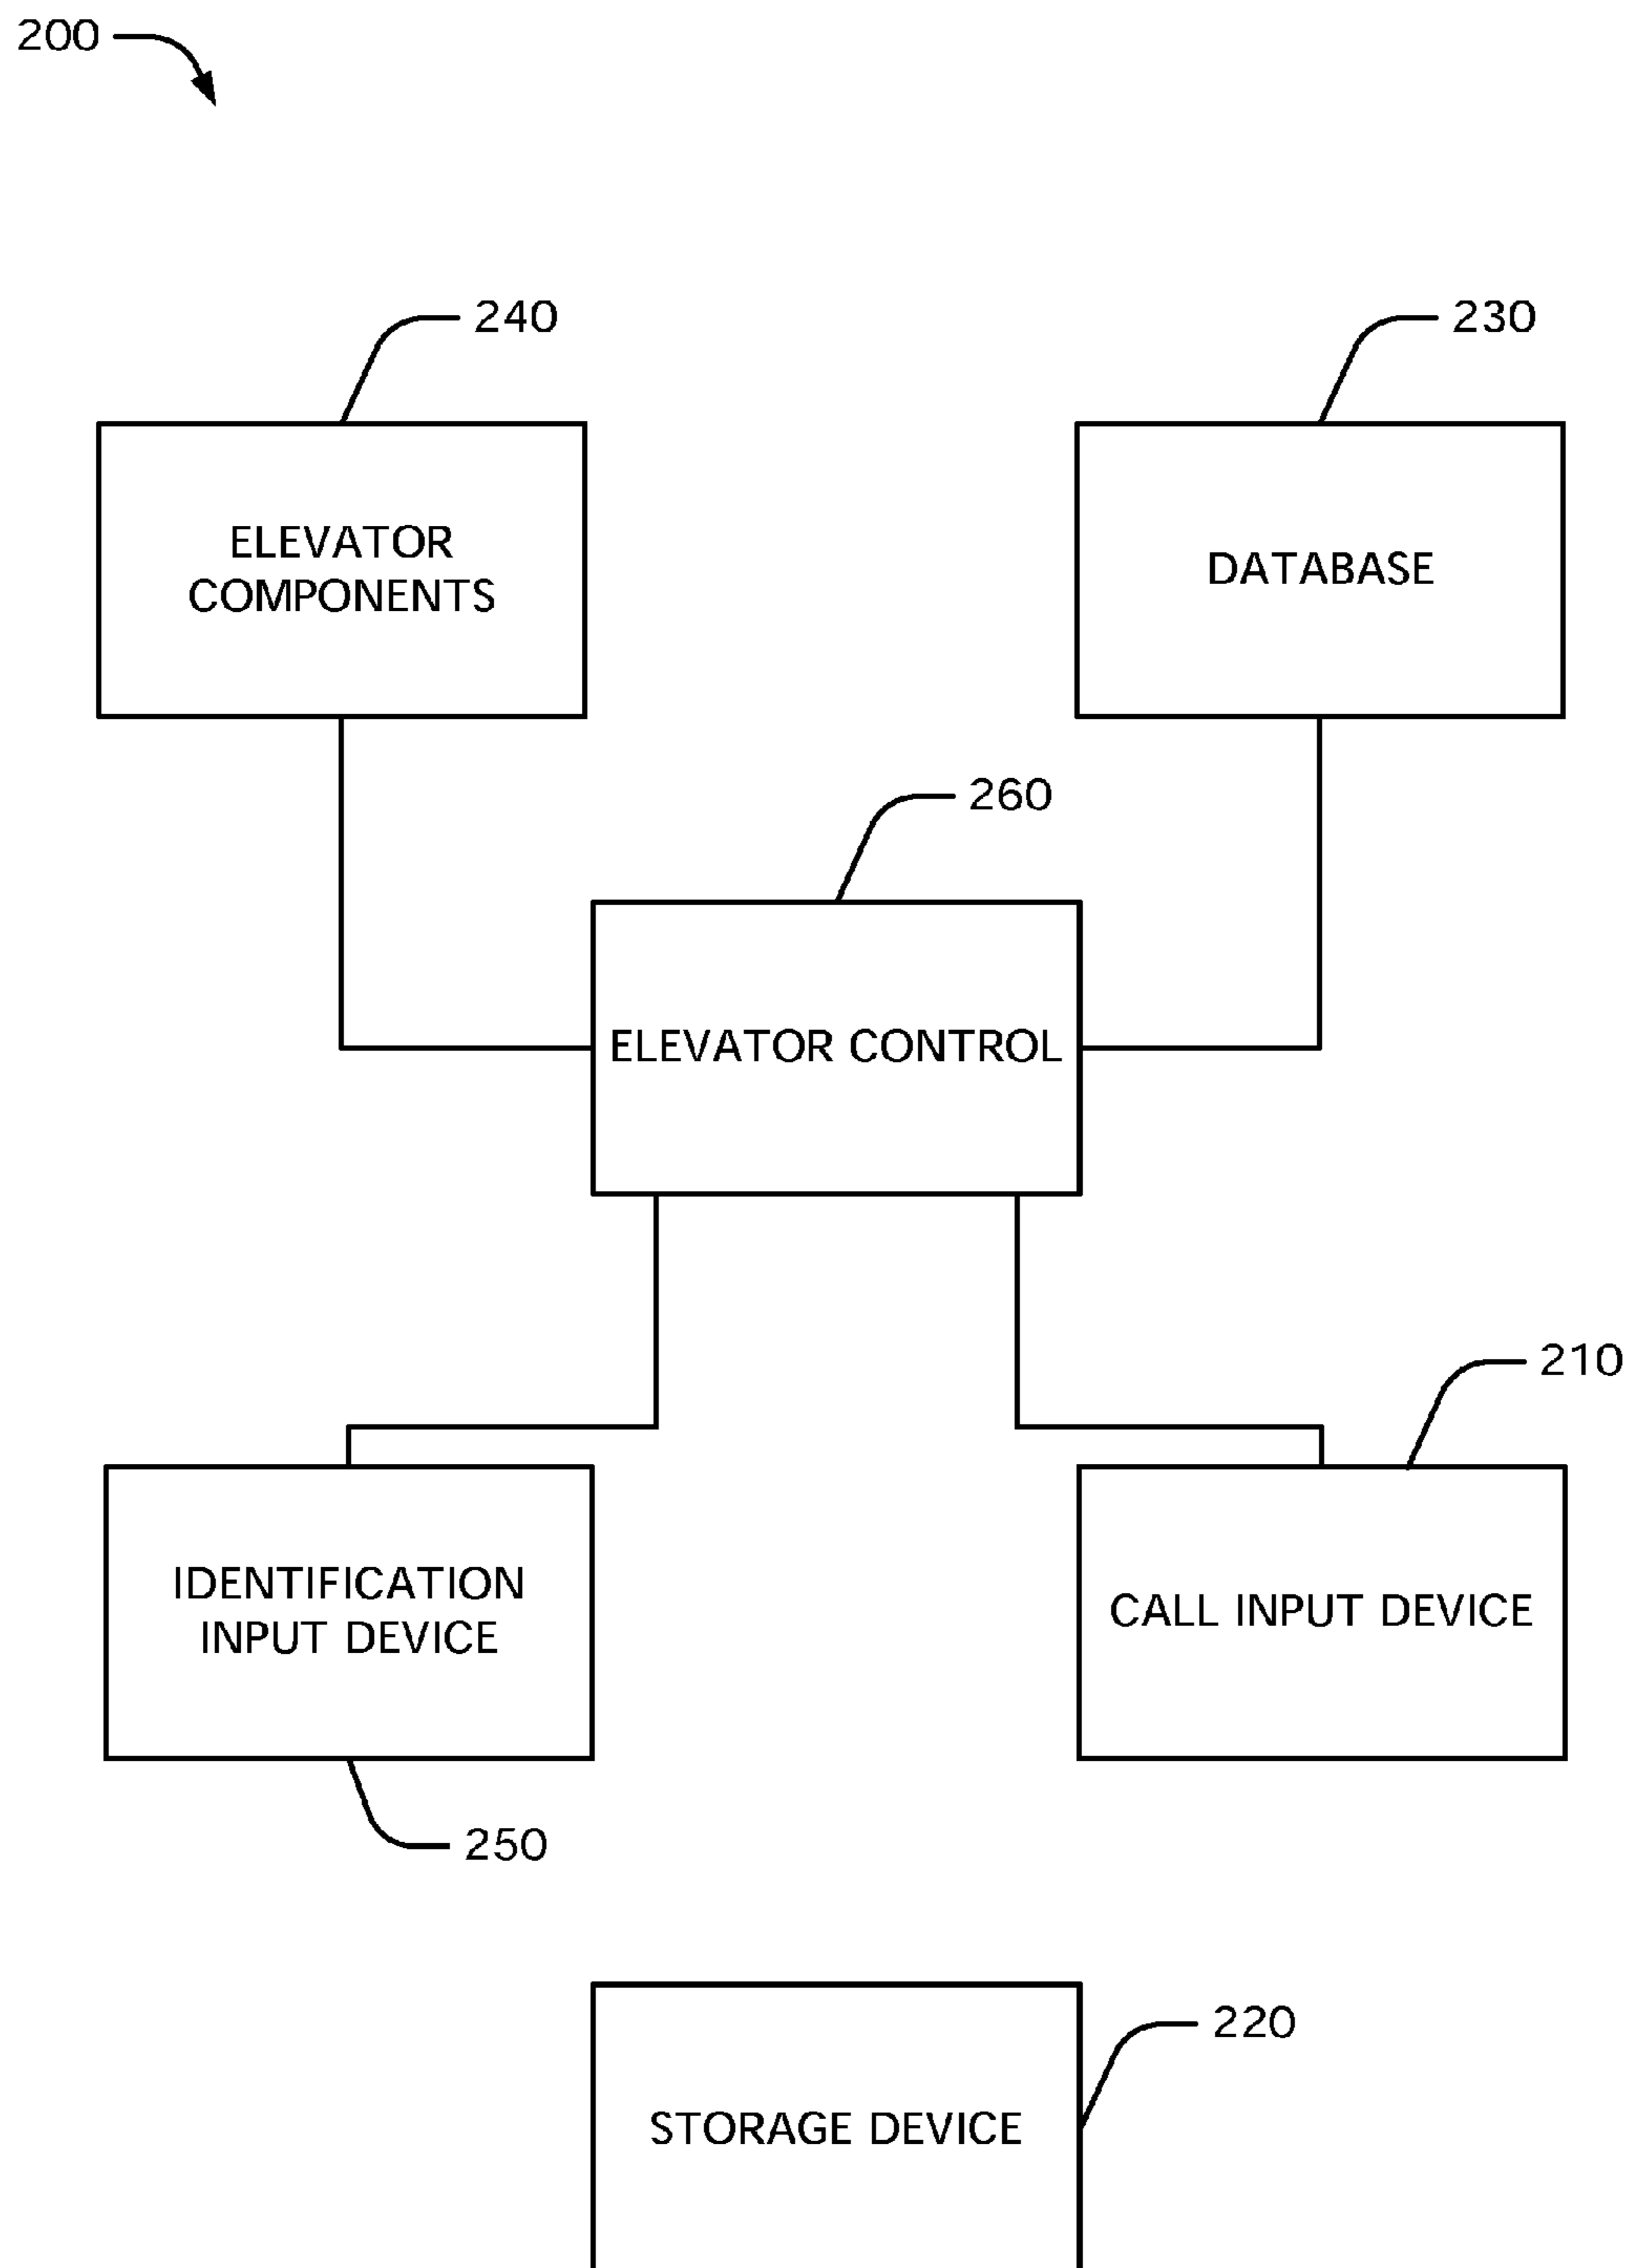 200
240
230
ELEVATOR
COMPONENTS
DATABASE
260
ELEVATOR CONTROL
210
IDENTIFICATION
INPUT DEVICE
CALL INPUT DEVICE
250
220
STORAGE DEVICE